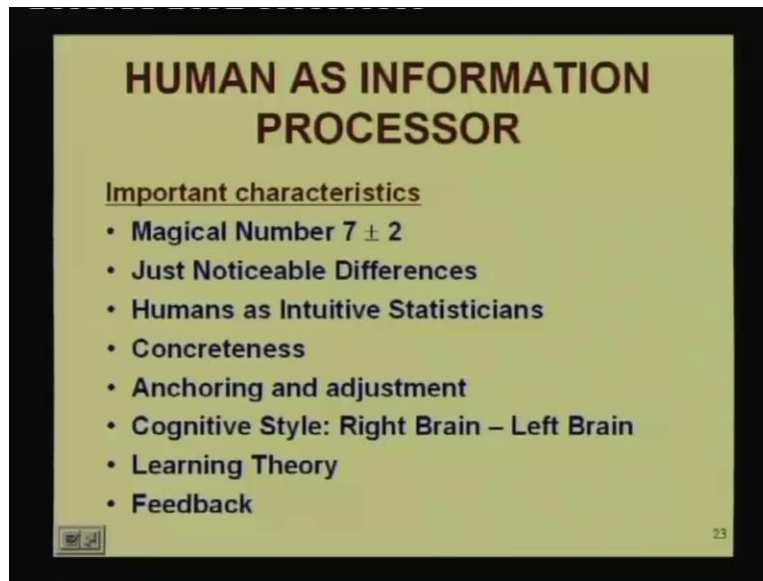 HUMAN AS INFORMATION
PROCESSOR
Important characteristics
• Magical Number 7 ± 2
• Just Noticeable Differences
• Humans as Intuitive Statisticians
• Concreteness
• Anchoring and adjustment
• Cognitive Style: Right Brain – Left Brain
• Learning Theory
• Feedback
23